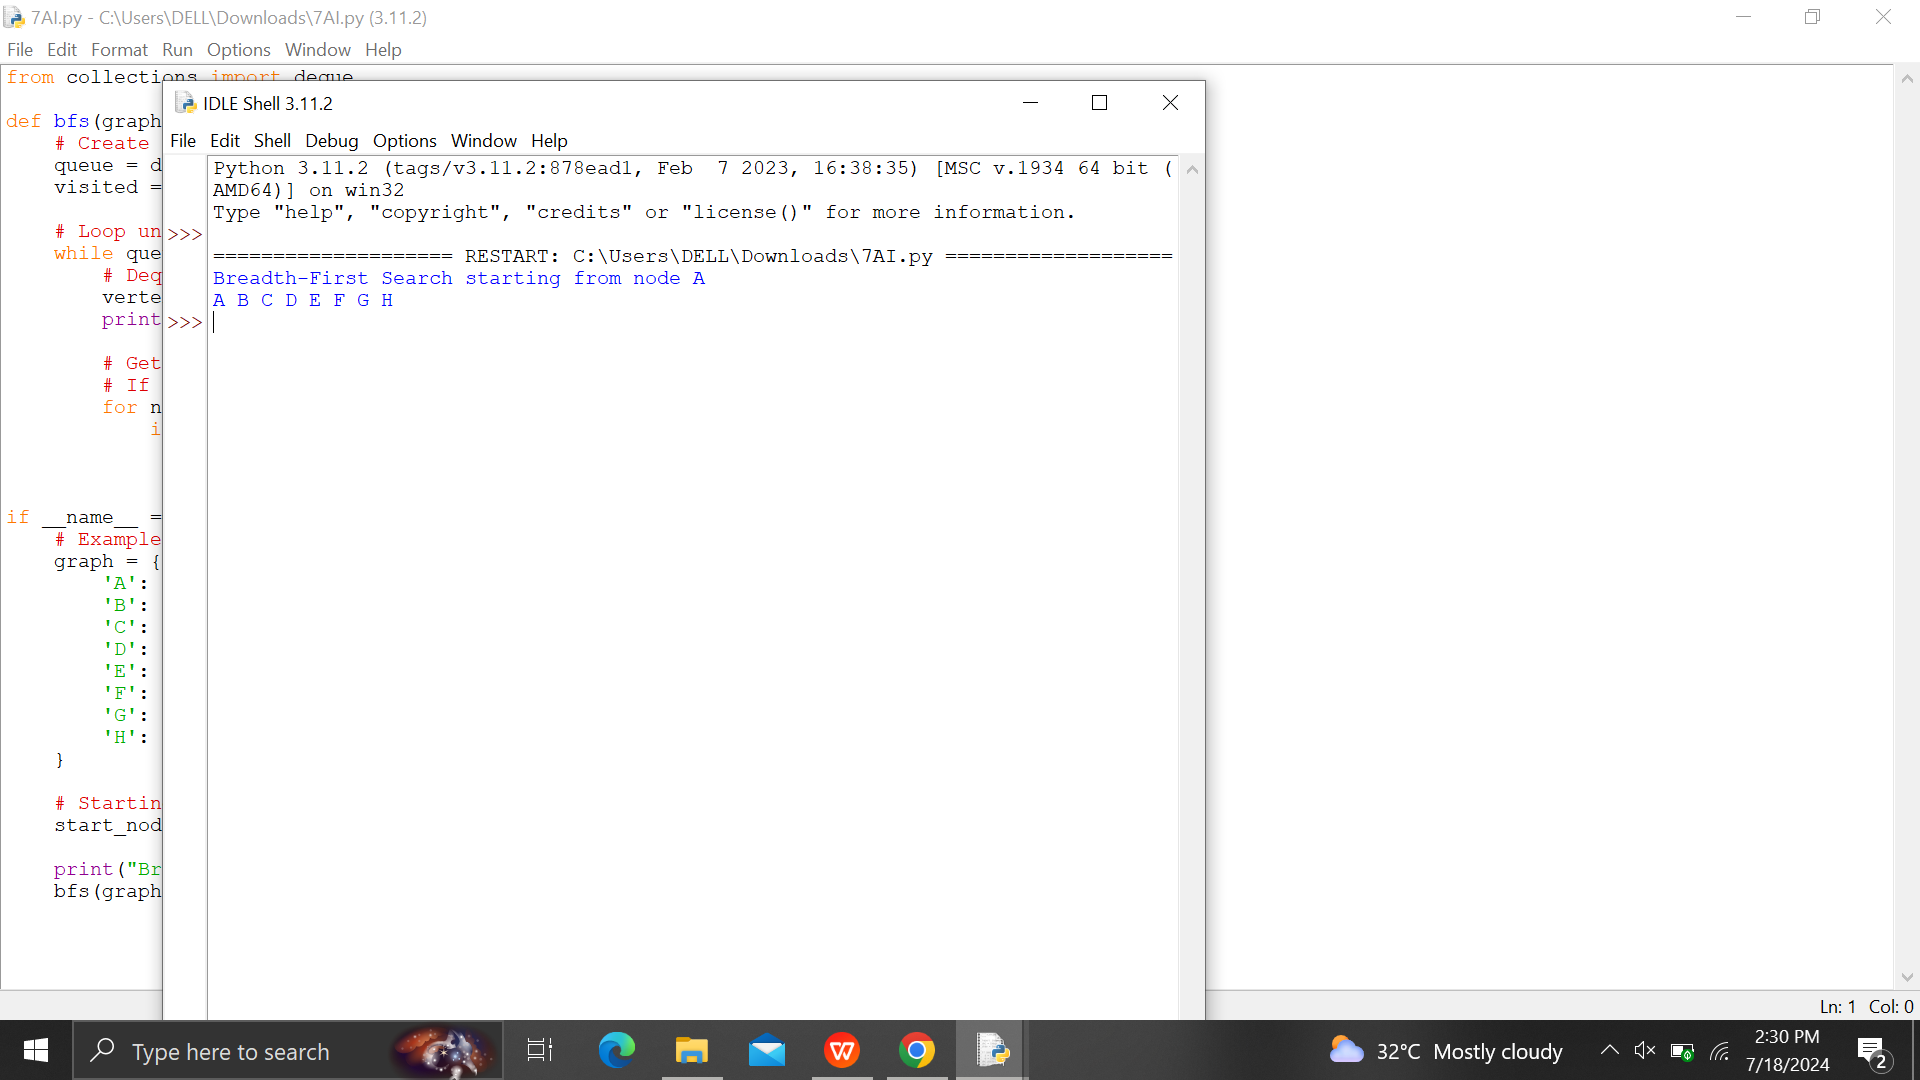 7AI.py - C:\Users\DELL\Downloads\7AI.py (3.11.2)
File Edit Format Run Options Window Help
from collections import deque
def bfs(graph
# Create
queue = d
visited =
# Loop un
while que
# Deq
verte
print
# Get
# If
for n
i
if __name__ =
# Example
graph = {
'A':
'B':
'C':
'D':
'E':
'F':
'G':
'H':
}
# Startin
start_nod
print("Br
bfs(graph
IDLE Shell 3.11.2
File Edit Shell Debug Options Window Help
Python 3.11.2 (tags/v3.11.2:878ead1, Feb  7 2023, 16:38:35) [MSC v.1934 64 bit (
AMD64)] on win32
Type "help", "copyright", "credits" or "license()" for more information.
>>>
==================== RESTART: C:\Users\DELL\Downloads\7AI.py ===================
Breadth-First Search starting from node A
A B C D E F G H
>>>
Ln: 1 Col: 0
Type here to search
W
32°C Mostly cloudy
2:30 PM
7/18/2024
2